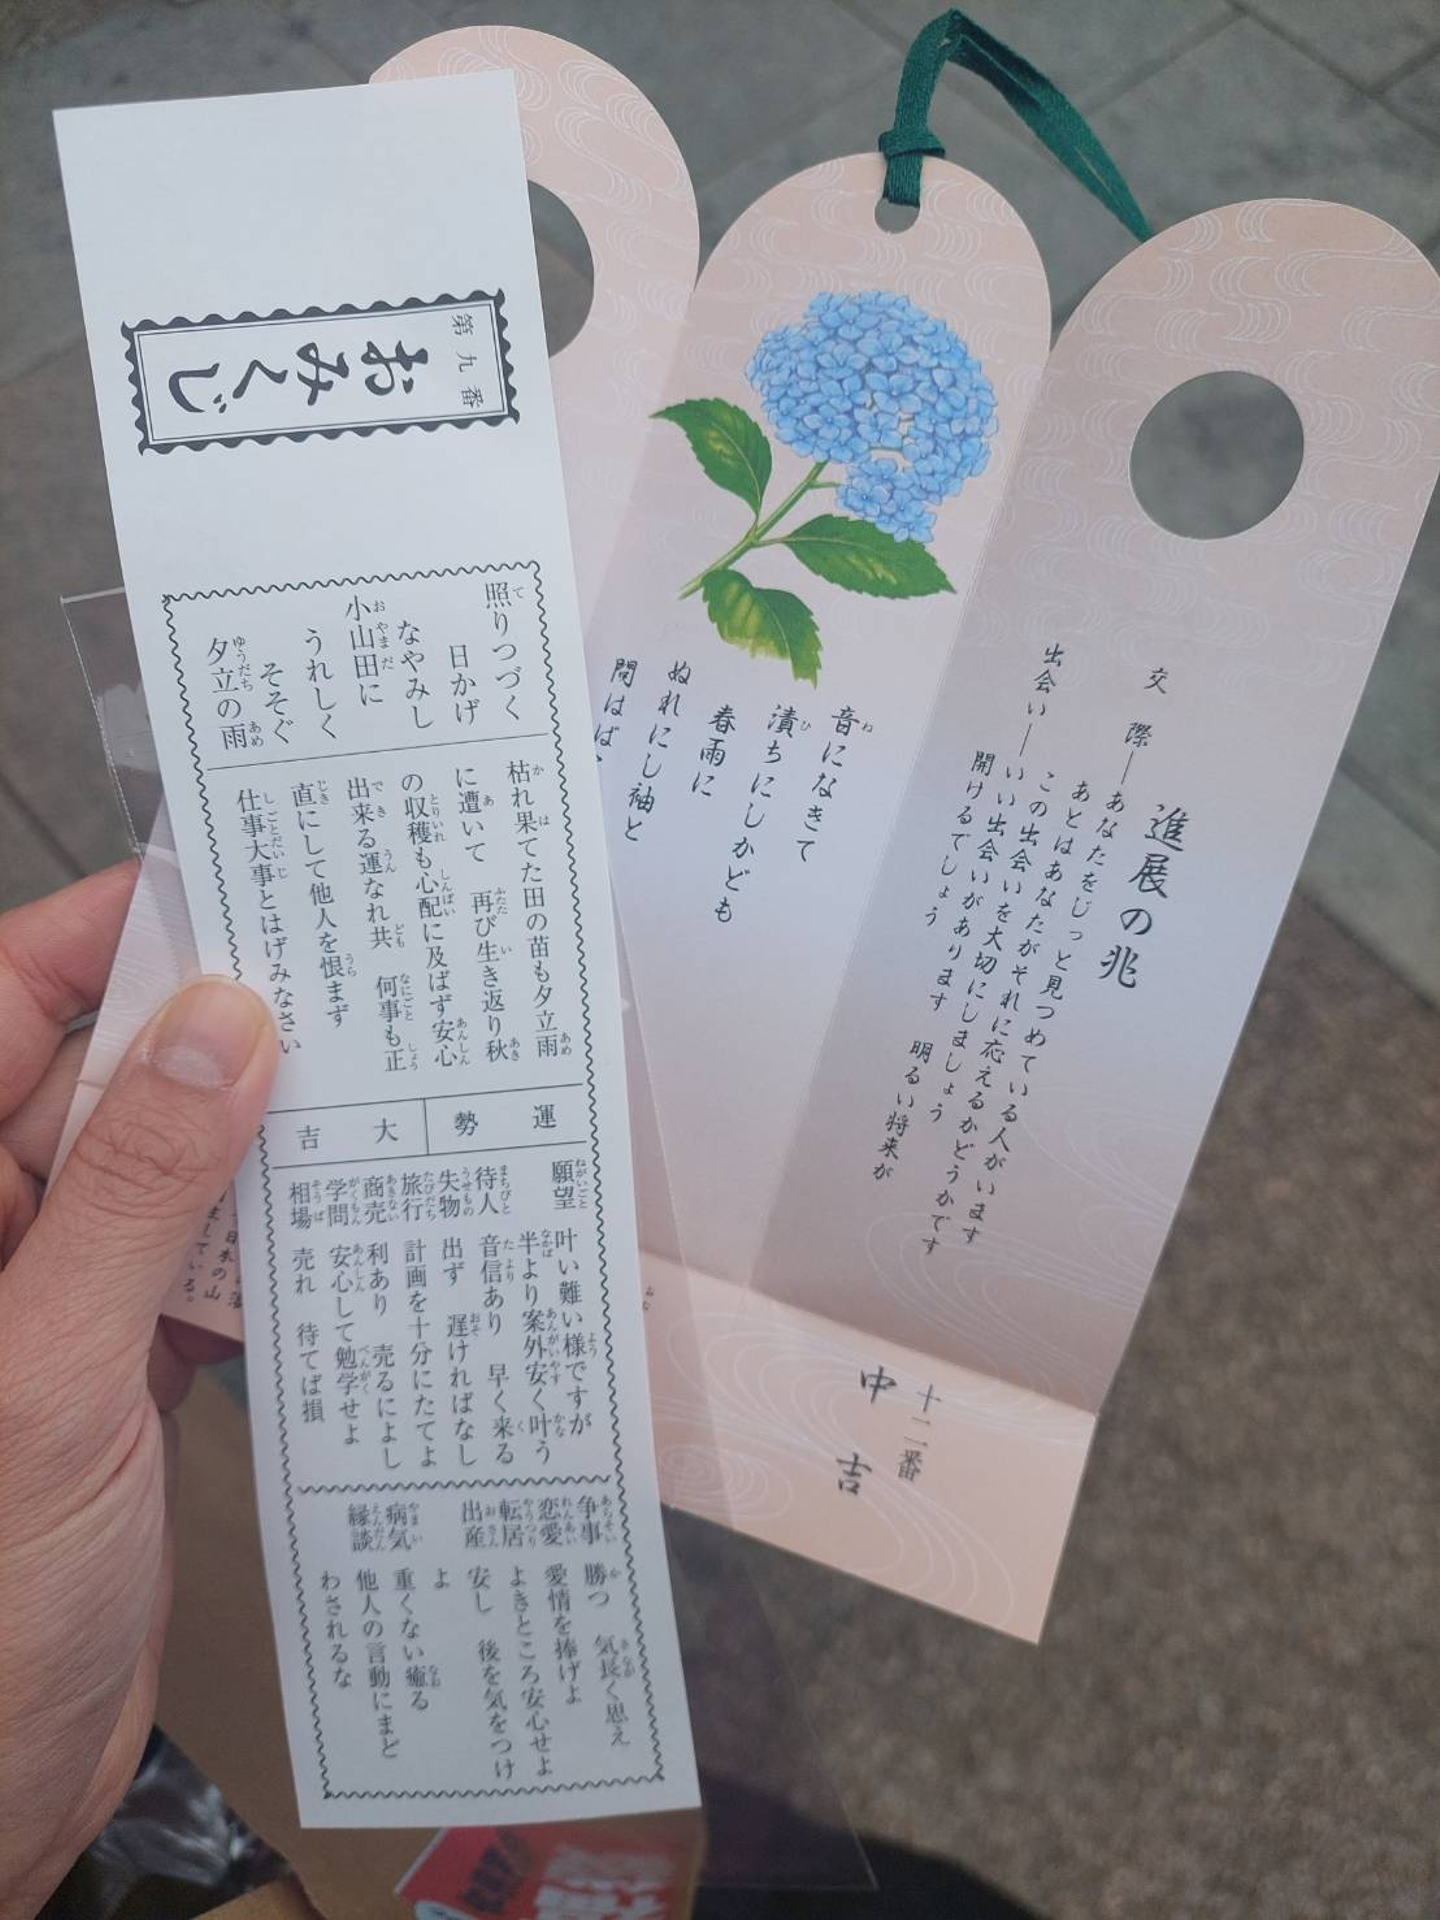 第九番
おみくじ
照りつづく
日かげ
なやみし
小山田に
うれしく
そそぐ
夕立の雨
枯れ果てた田の苗も夕立雨
に遭いて 再び生き返り秋
の収穫も心配に及ばず安心
出来る運なれ共 何事も正
直にして他人を恨まず
仕事大事とはげみなさい
運勢 大吉
願望 叶い難い様ですが
半より案外安く叶う
待人 音信あり 早く来る
失物 出ず 遅ければなし
旅行 計画を十分にたてよ
商売 利あり 売るによし
学問 安心して勉学せよ
相場 売れ 待てば損
争事 勝つ 気長く思え
恋愛 愛情を捧げよ
転居 よきところ安心せよ
出産 安し 後を気をつけ
よ
病気 重くない癒る
縁談 他人の言動にまど
わされるな
音になきて
漬ちにしかども
春雨に
ぬれにし袖と
問はば、
進展の兆
交際―あなたをじっと見つめている人がいます
あとはあなたがそれに応えるかどうかです
この出会いを大切にしましょう
出会い―いい出会いがあります 明るい将来が
開けるでしょう
十二番
中吉
日本の山
ましている。